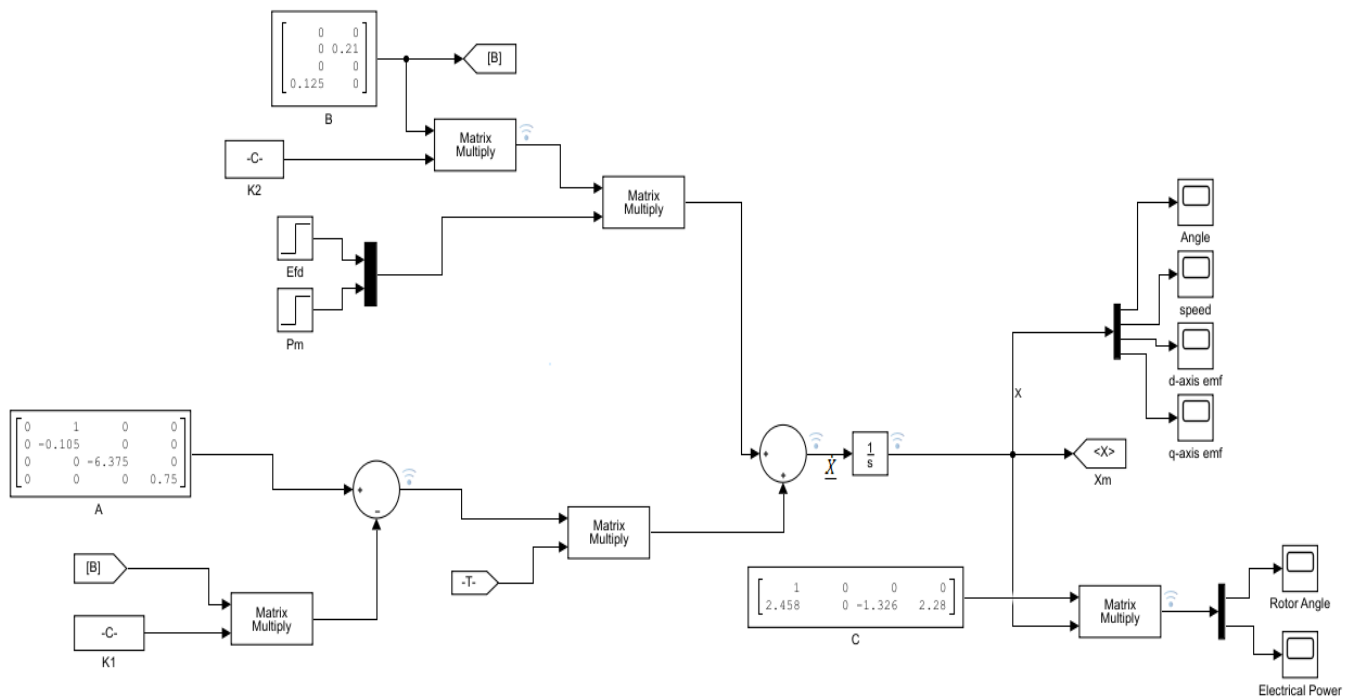 0 0
0 0.21
0 0
0.125 0
B
[B]
Matrix
Multiply
-C-
K2
Matrix
Multiply
Efd
Pm
Angle
speed
d-axis emf
q-axis emf
X
0 1 0 0
0 -0.105 0 0
0 0 -6.375 0
0 0 0 0.75
A
+
-
+
+
Ẋ
1
s
<X>
Xm
Matrix
Multiply
-T-
[B]
-C-
K1
Matrix
Multiply
1 0 0 0
2.458 0 -1.326 2.28
C
Matrix
Multiply
Rotor Angle
Electrical Power